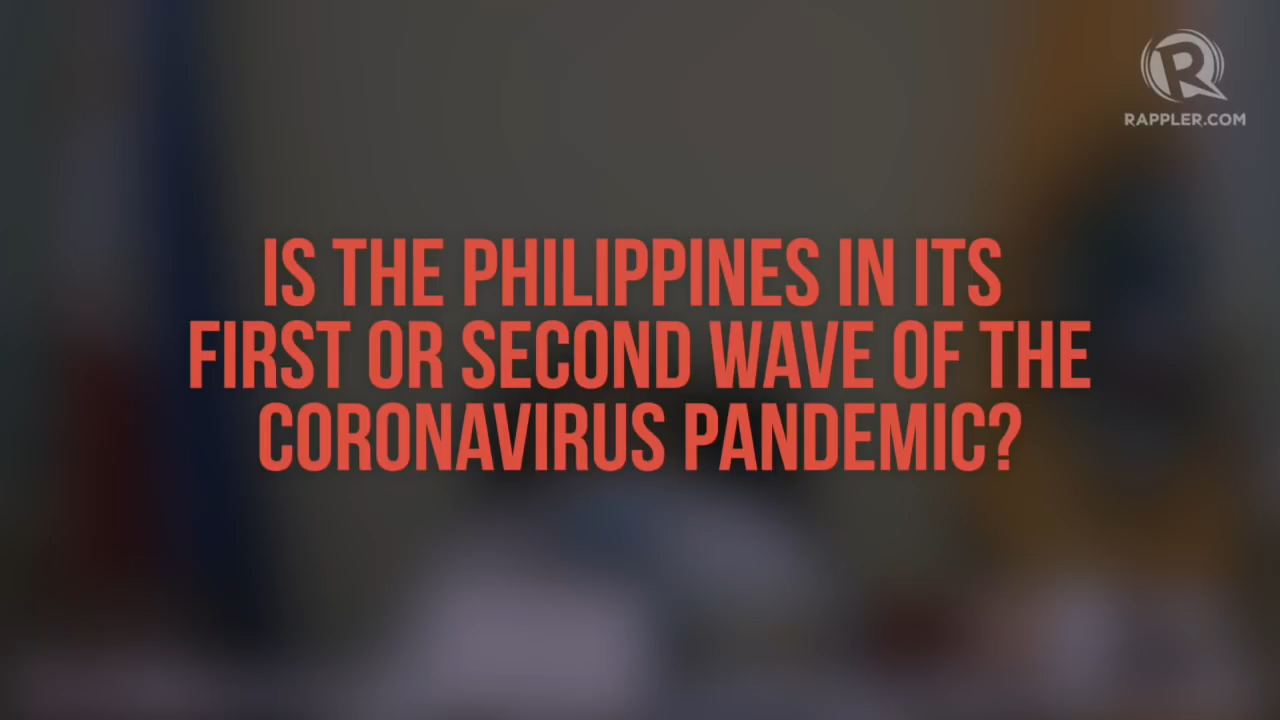 RAPPLER.COM
IS THE PHILIPPINES IN ITS
FIRST OR SECOND WAVE OF THE
CORONAVIRUS PANDEMIC?